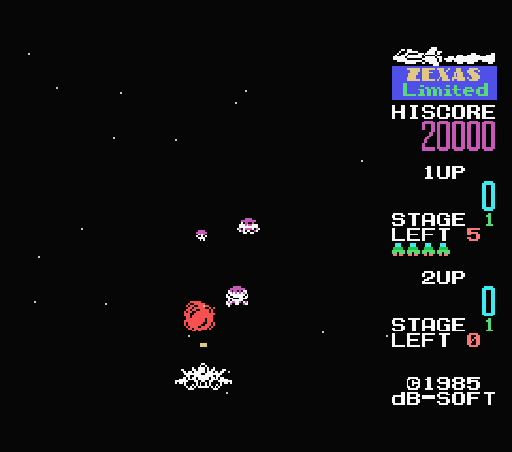 ZEXAS
Limited
HISCORE
20000
1UP
0
STAGE 1
LEFT 5
2UP
0
STAGE 1
LEFT 0
©1985
dB-SOFT